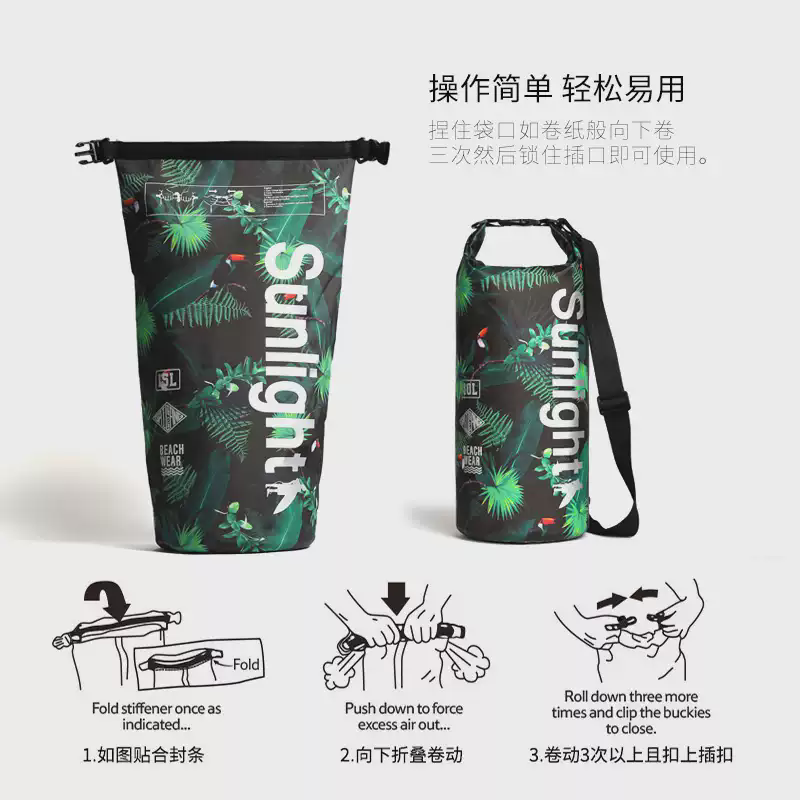 操作简单 轻松易用
捏住袋口如卷纸般向下卷
三次然后锁住插口即可使用。
Sunlight
LSL
BEACH
WEAR
Sunlight
BEACH
WEAR
Fold
Fold stiffener once as
indicated...
1.如图贴合封条
Push down to force
excess air out...
2.向下折叠卷动
Roll down three more
times and clip the buckies
to close.
3.卷动3次以上且扣上插扣